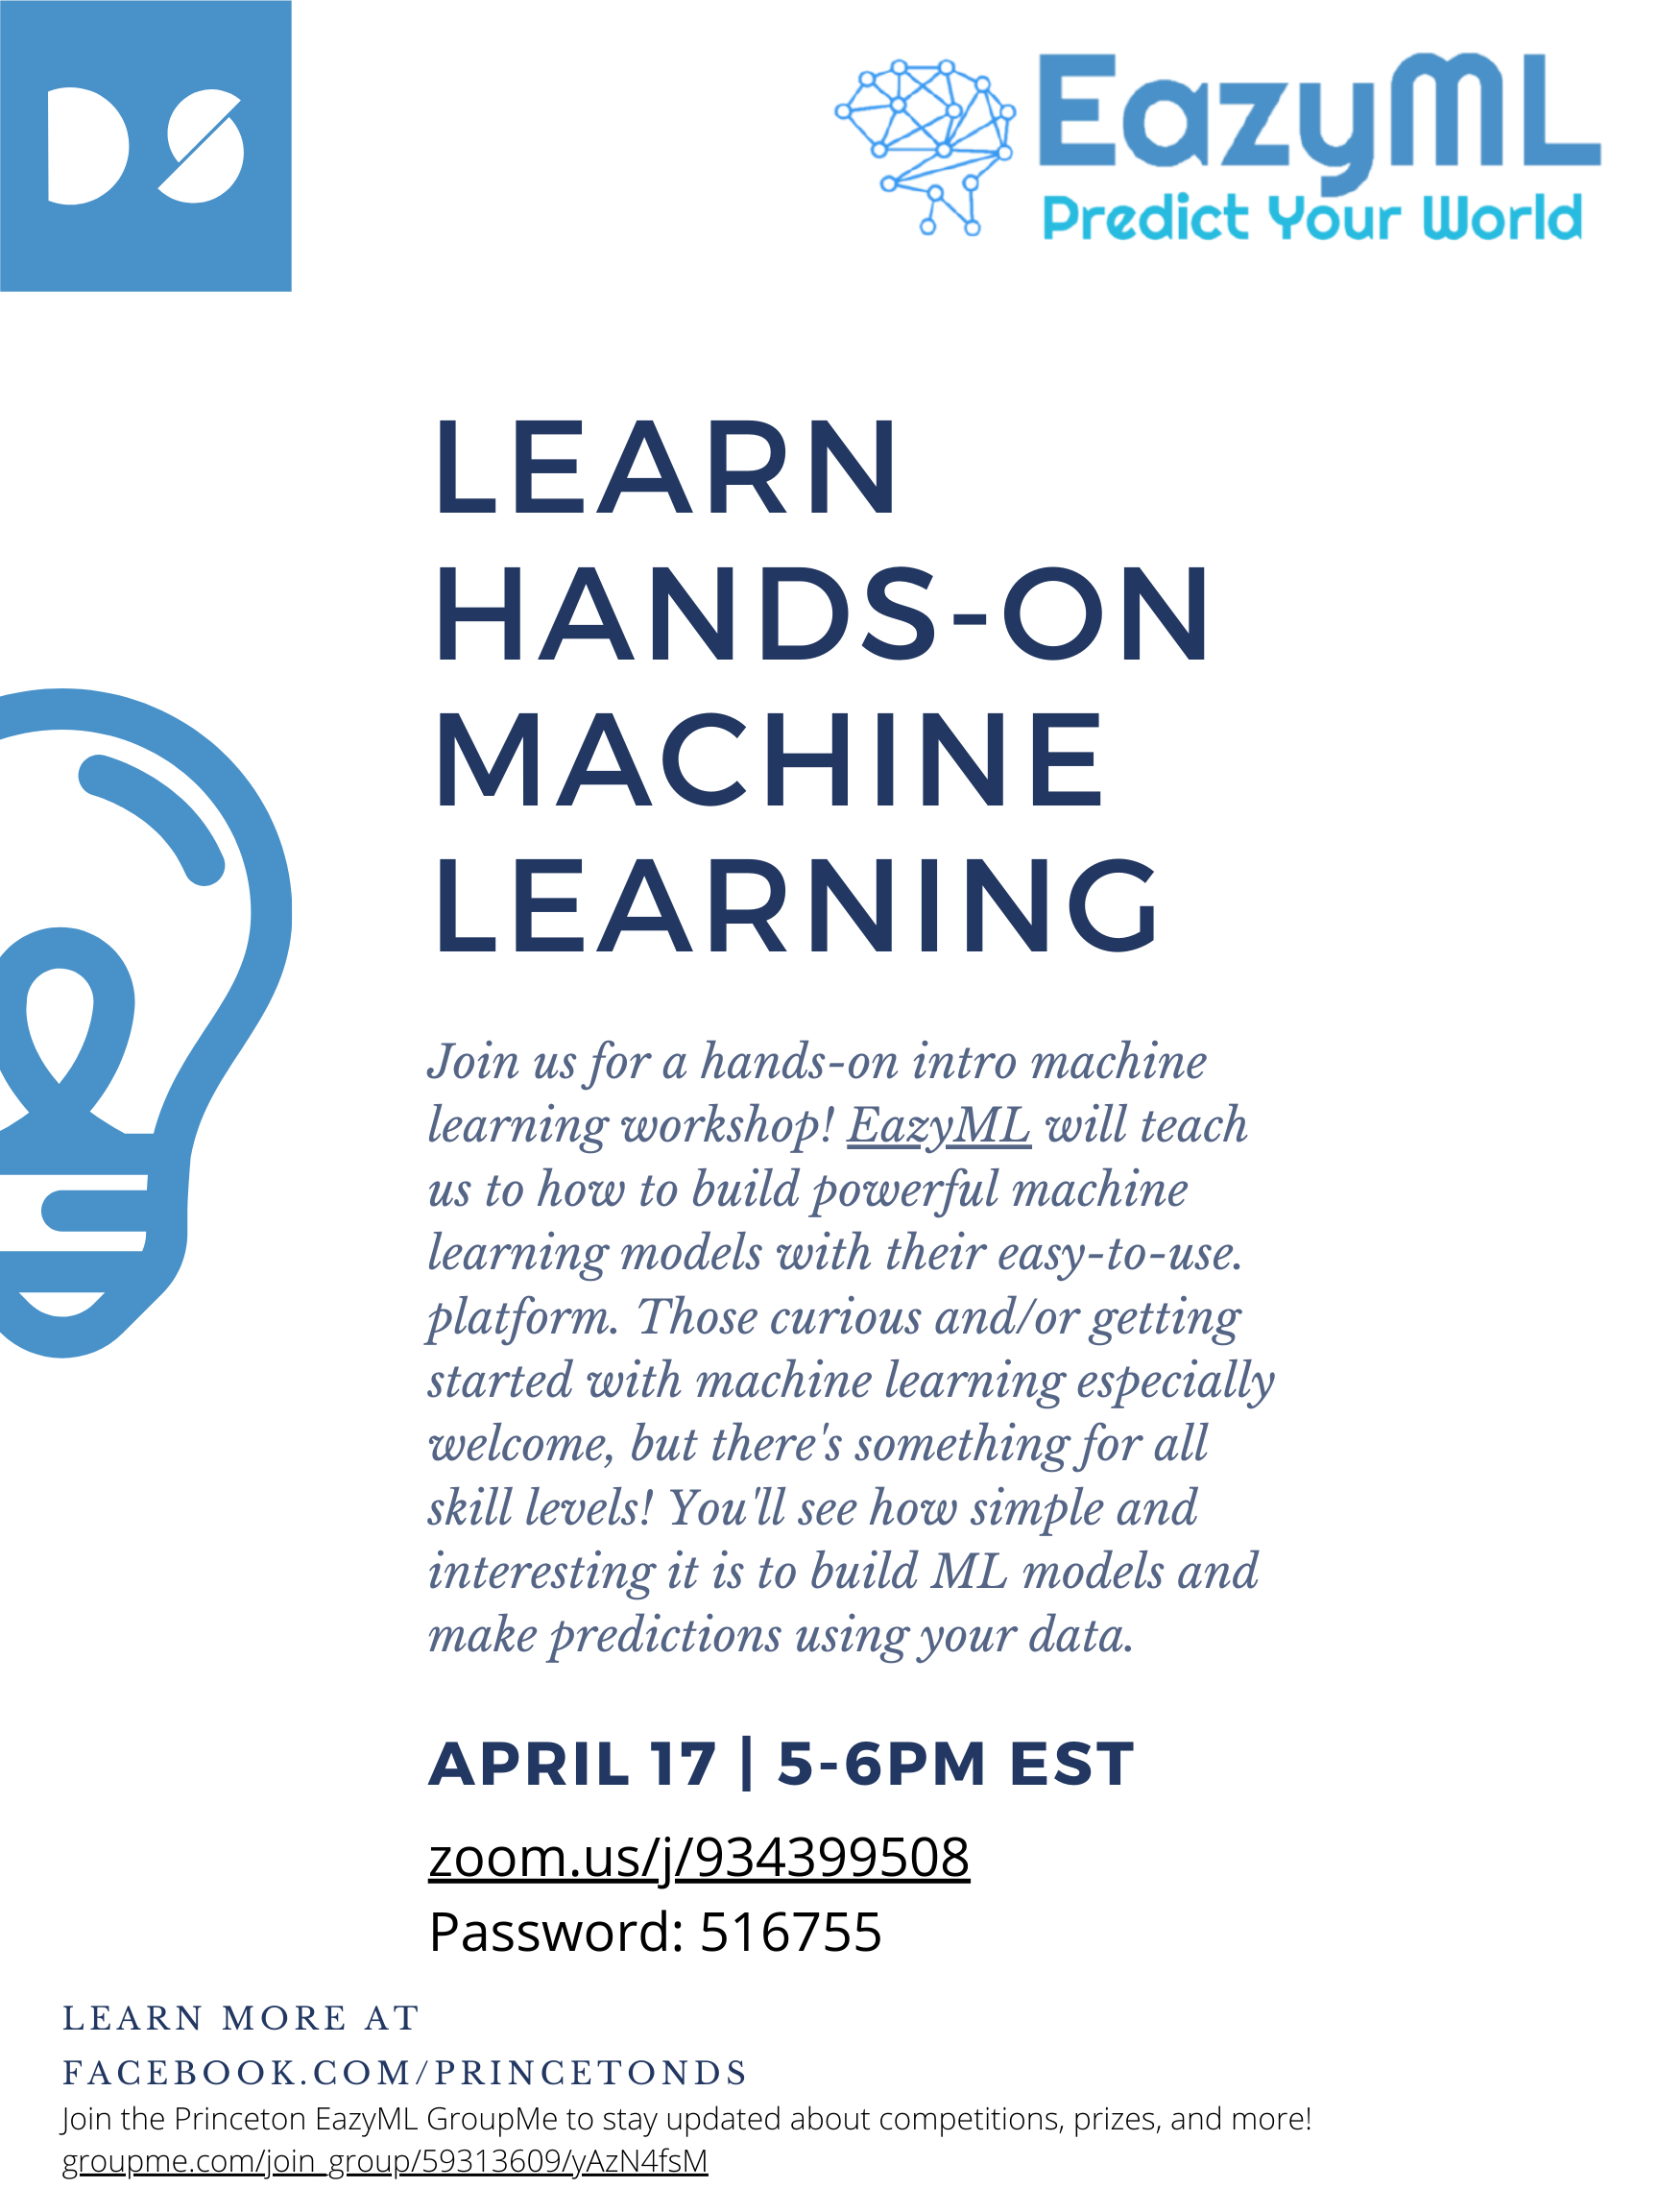 DS
EazyML
Predict Your World
LEARN
HANDS-ON
MACHINE
LEARNING
Join us for a hands-on intro machine
learning workshop! EazyML will teach
us to how to build powerful machine
learning models with their easy-to-use.
platform. Those curious and/or getting
started with machine learning especially
welcome, but there's something for all
skill levels! You'll see how simple and
interesting it is to build ML models and
make predictions using your data.
APRIL 17 | 5-6PM EST
zoom.us/j/934399508
Password: 516755
LEARN MORE AT
FACEBOOK.COM/PRINCETONDS
Join the Princeton EazyML GroupMe to stay updated about competitions, prizes, and more!
groupme.com/join_group/59313609/yAzN4fsM